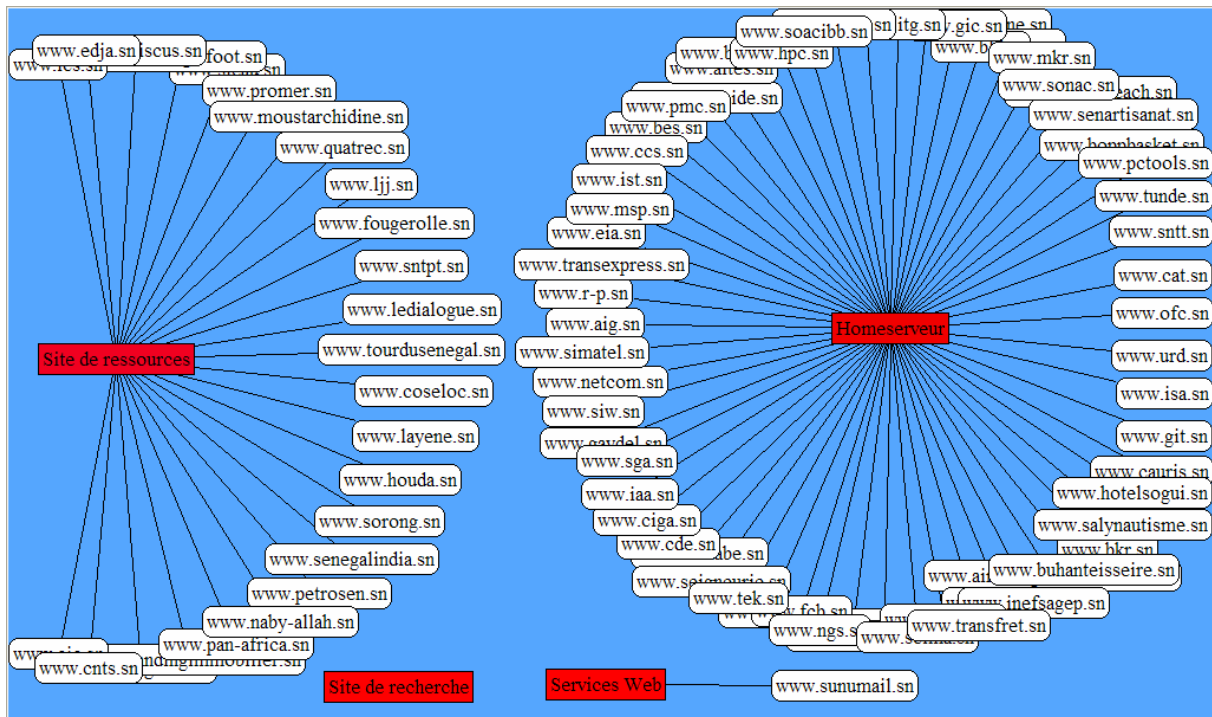 www.edja.sn
www.promer.sn
www.moustarchidine.sn
www.quatrec.sn
www.ljj.sn
www.fougerolle.sn
www.sntpt.sn
www.ledialogue.sn
Site de ressources
www.tourdusenegal.sn
www.coseloc.sn
www.layene.sn
www.houda.sn
www.sorong.sn
www.senegalindia.sn
www.petrosen.sn
www.naby-allah.sn
www.pan-africa.sn
www.cnts.sn
Site de recherche
www.soacibb.sn
www.hpc.sn
www.pmc.sn
www.bes.sn
www.ccs.sn
www.ist.sn
www.msp.sn
www.eia.sn
www.transexpress.sn
www.r-p.sn
www.aig.sn
www.simatel.sn
www.netcom.sn
www.siw.sn
www.gaydel.sn
www.sga.sn
www.iaa.sn
www.ciga.sn
www.cde.sn
www.seigneurie.sn
www.tek.sn
Homeserveur
www.mkr.sn
www.sonac.sn
www.senartisanat.sn
www.pctools.sn
www.tunde.sn
www.sntt.sn
www.cat.sn
www.ofc.sn
www.urd.sn
www.isa.sn
www.git.sn
www.cauris.sn
www.hotelsogui.sn
www.salynautisme.sn
www.bkr.sn
www.buhanteisseire.sn
www.inefsagep.sn
www.transfret.sn
Services Web
www.sunumail.sn